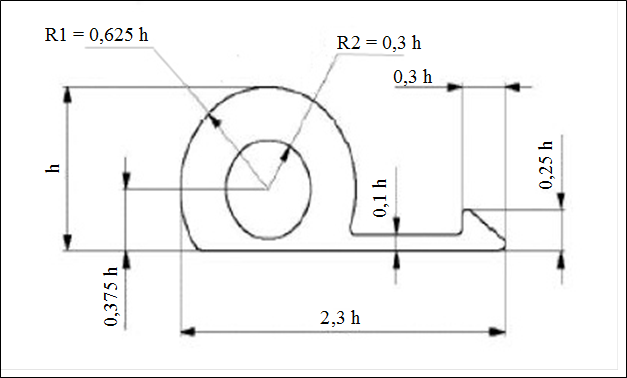 R1 = 0,625 h
R2 = 0,3 h
0,3 h
h
0,1 h
0,25 h
0,375 h
2,3 h